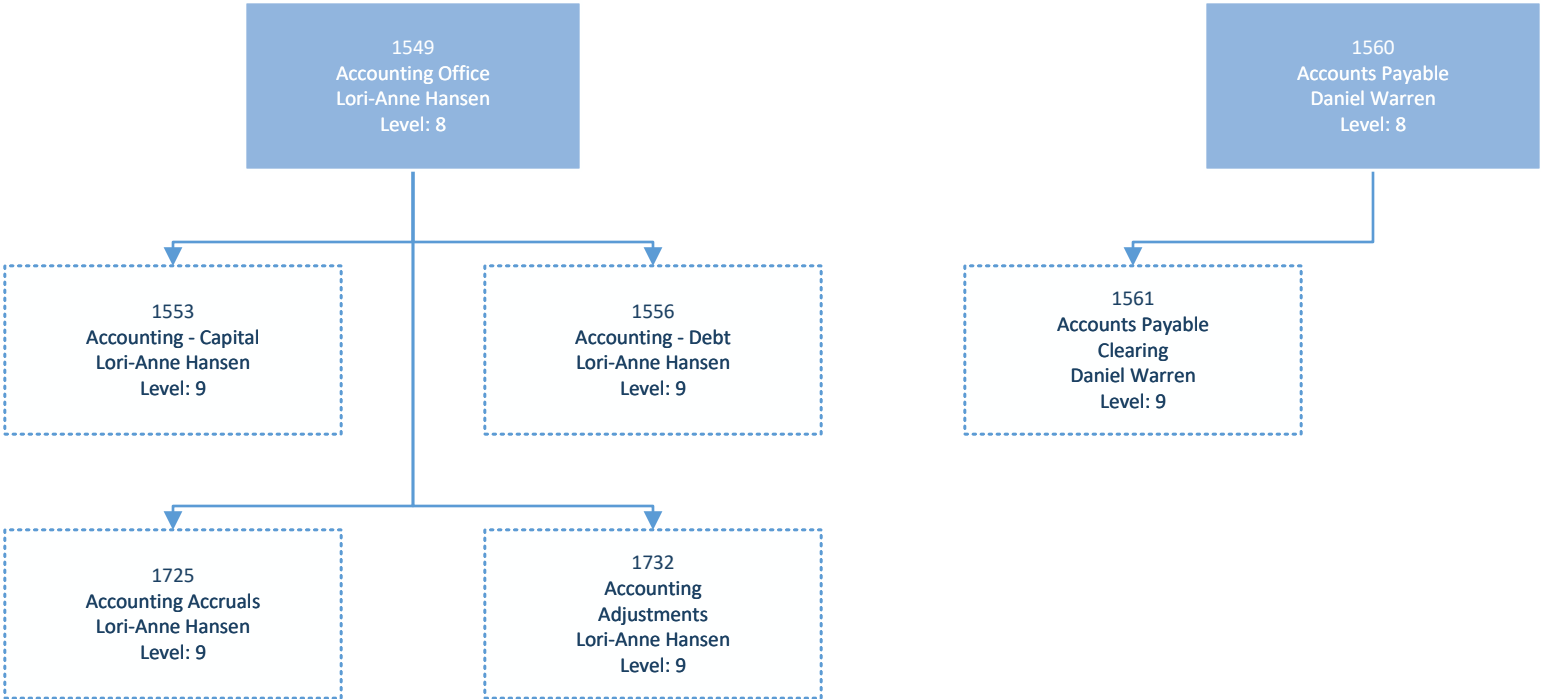 1549
Accounting Office
Lori-Anne Hansen
Level: 8
1560
Accounts Payable
Daniel Warren
Level: 8
1553
Accounting - Capital
Lori-Anne Hansen
Level: 9
1556
Accounting - Debt
Lori-Anne Hansen
Level: 9
1561
Accounts Payable
Clearing
Daniel Warren
Level: 9
1725
Accounting Accruals
Lori-Anne Hansen
Level: 9
1732
Accounting
Adjustments
Lori-Anne Hansen
Level: 9